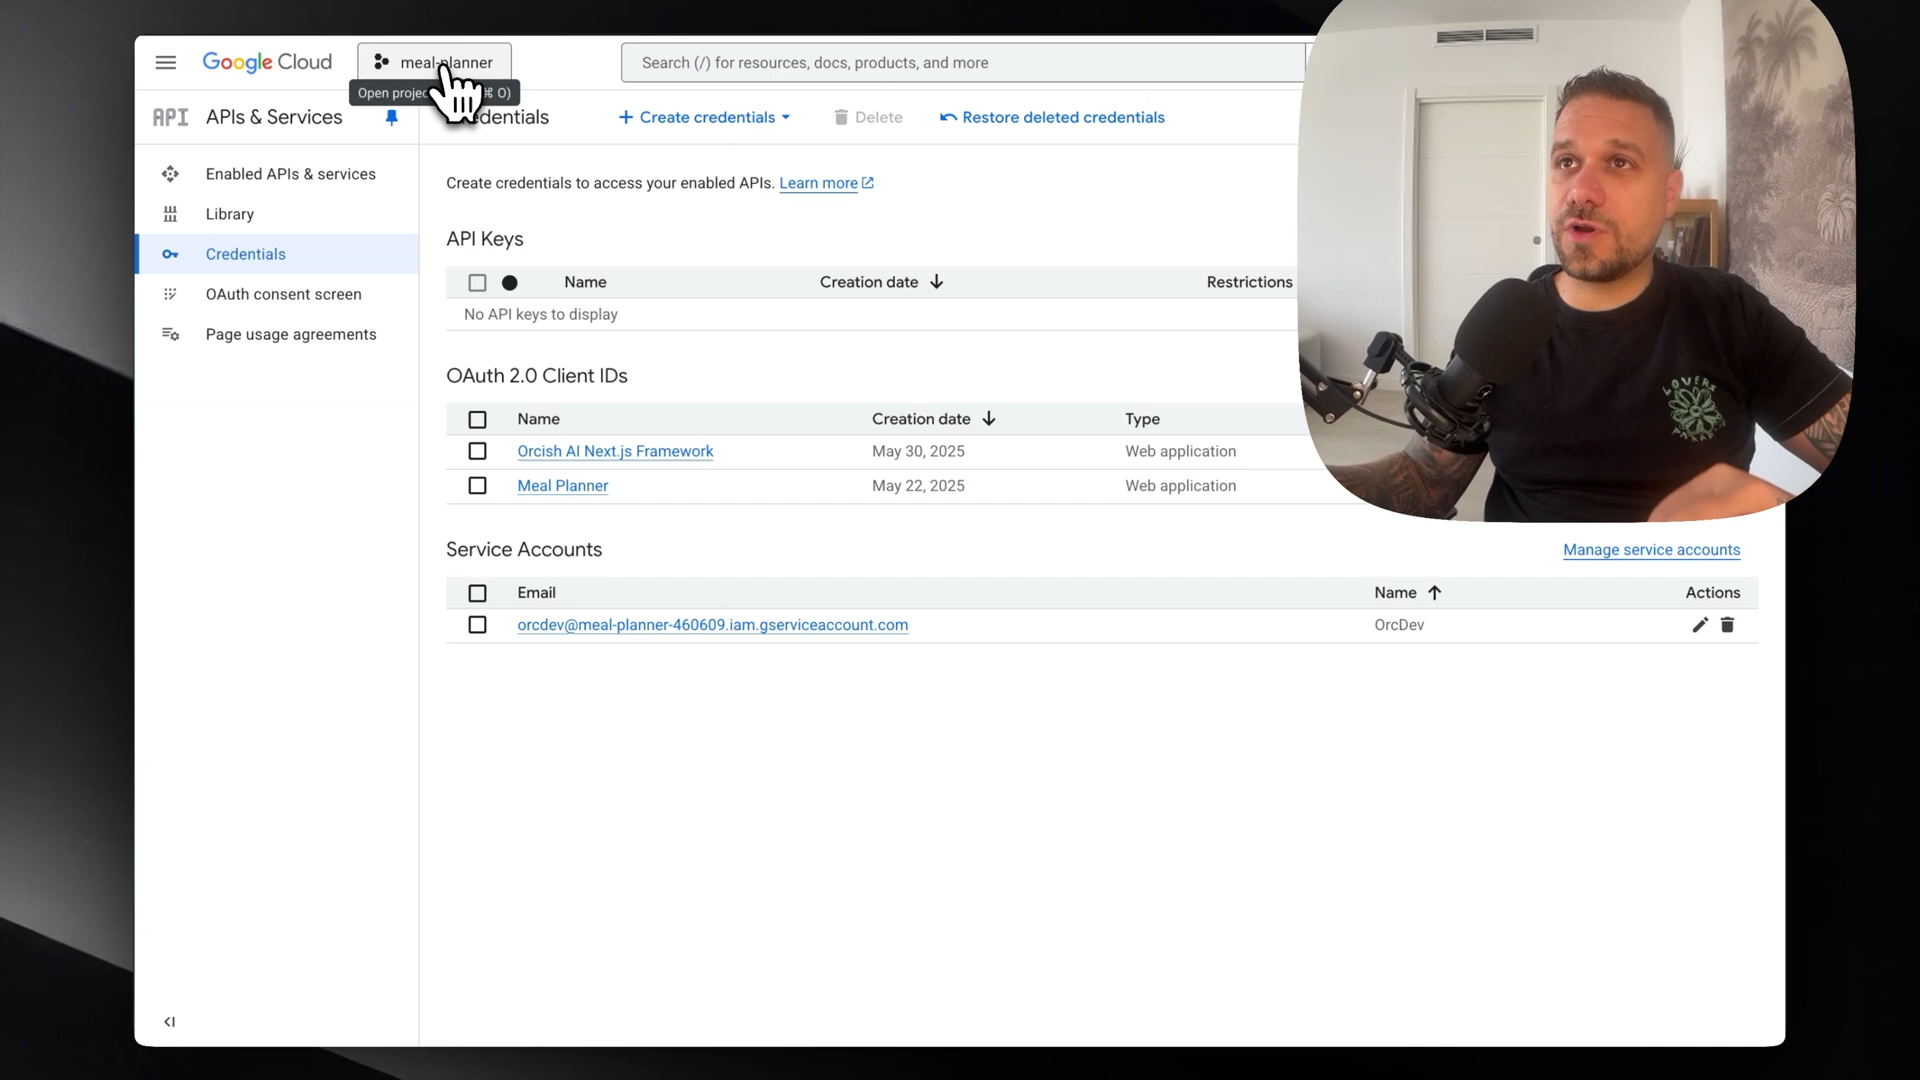 Google Cloud
meal-planner
Search (/) for resources, docs, products, and more
Open projec
⌘ O)
API
APIs & Services
edentials
Create credentials
Delete
Restore deleted credentials
Enabled APIs & services
Library
Credentials
OAuth consent screen
Page usage agreements
Create credentials to access your enabled APIs. Learn more
API Keys
Name Creation date Restrictions
No API keys to display
OAuth 2.0 Client IDs
Name Creation date Type
Orcish AI Next.js Framework May 30, 2025 Web application
Meal Planner May 22, 2025 Web application
Service Accounts
Manage service accounts
Email Name Actions
orcdev@meal-planner-460609.iam.gserviceaccount.com OrcDev
LOVERS